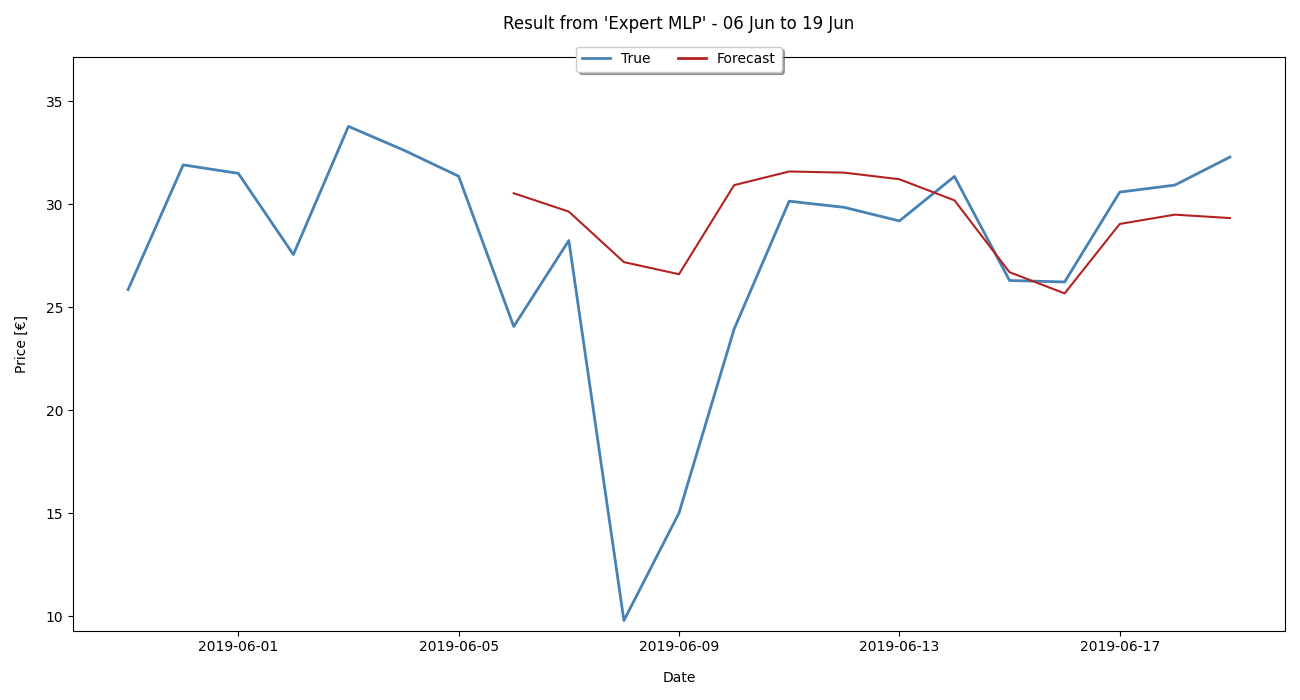 Result from 'Expert MLP' - 06 Jun to 19 Jun
True Forecast
35
30
25
20
15
10
Price [€]
2019-06-01 2019-06-05 2019-06-09 2019-06-13 2019-06-17
Date